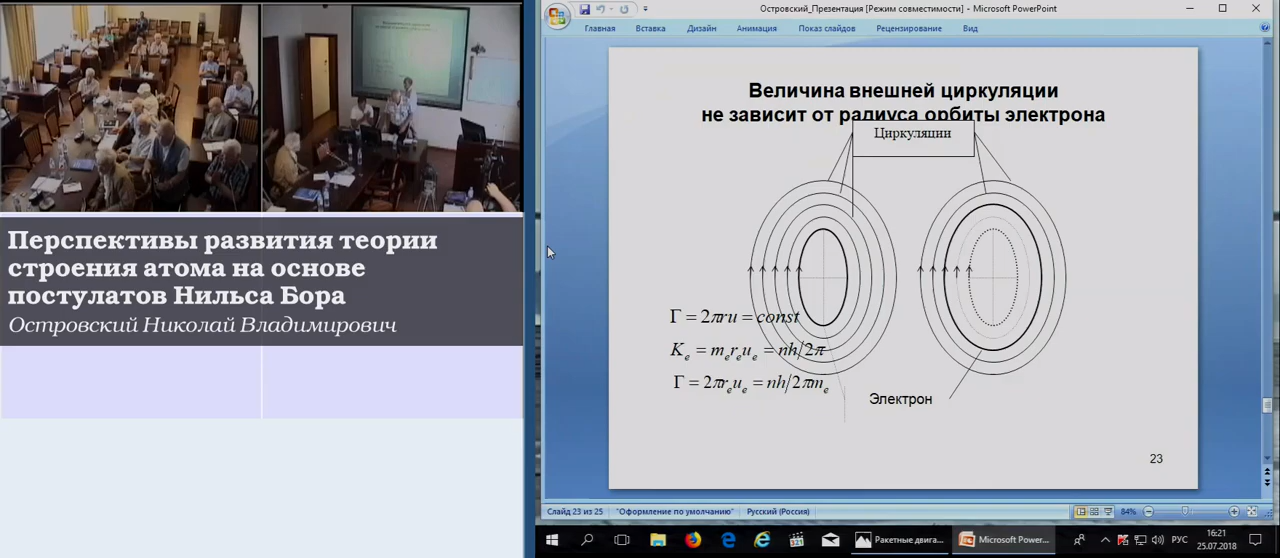 Перспективы развития теории
строения атома на основе
постулатов Нильса Бора
Островский Николай Владимирович
Островский_Презентация [Режим совместимости] - Microsoft PowerPoint
Главная Вставка Дизайн Анимация Показ слайдов Рецензирование Вид
Величина внешней циркуляции
не зависит от радиуса орбиты электрона
Циркуляции
Γ = 2πru = const
Kₑ = mₑrₑuₑ = nh/2π
Γ = 2πrₑuₑ = nh/2πmₑ
Электрон
23
Слайд 23 из 25 "Оформление по умолчанию" Русский (Россия) 84%
Ракетные двига... Microsoft Power... РУС 16:21
25.07.2018